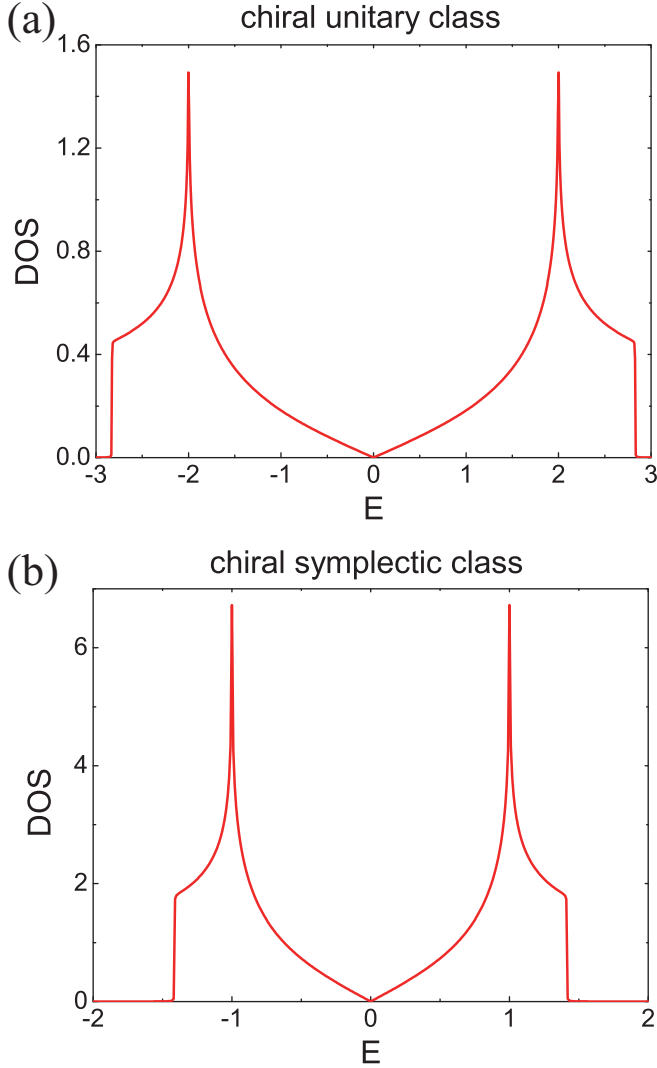 (a)
chiral unitary class
1.6
1.2
0.8
0.4
0.0
DOS
-3 -2 -1 0 1 2 3
E
(b)
chiral symplectic class
6
4
2
0
DOS
-2 -1 0 1 2
E